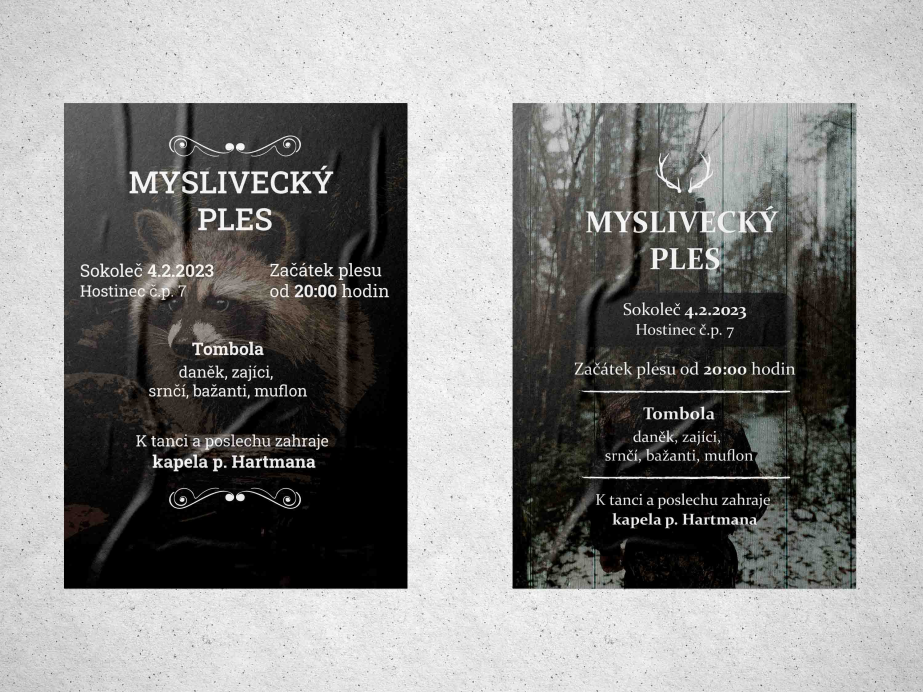 MYSLIVECKÝ
PLES
Sokoleč 4.2.2023
Hostinec č.p. 7
Začátek plesu
od 20:00 hodin
Tombola
daněk, zajíci,
srnčí, bažanti, muflon
K tanci a poslechu zahraje
kapela p. Hartmana
MYSLIVECKÝ
PLES
Sokoleč 4.2.2023
Hostinec č.p. 7
Začátek plesu od 20:00 hodin
Tombola
daněk, zajíci,
srnčí, bažanti, muflon
K tanci a poslechu zahraje
kapela p. Hartmana